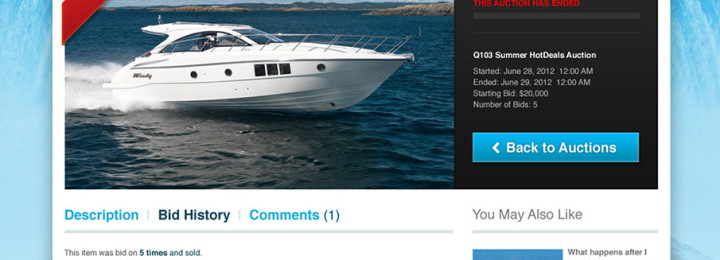 THIS AUCTION HAS ENDED
Q103 Summer HotDeals Auction
Started: June 28, 2012 12:00 AM
Ended: June 29, 2012 12:00 AM
Starting Bid: $20,000
Number of Bids: 5
Back to Auctions
Windy
Description | Bid History | Comments (1)
This item was bid on 5 times and sold.
You May Also Like
What happens after I